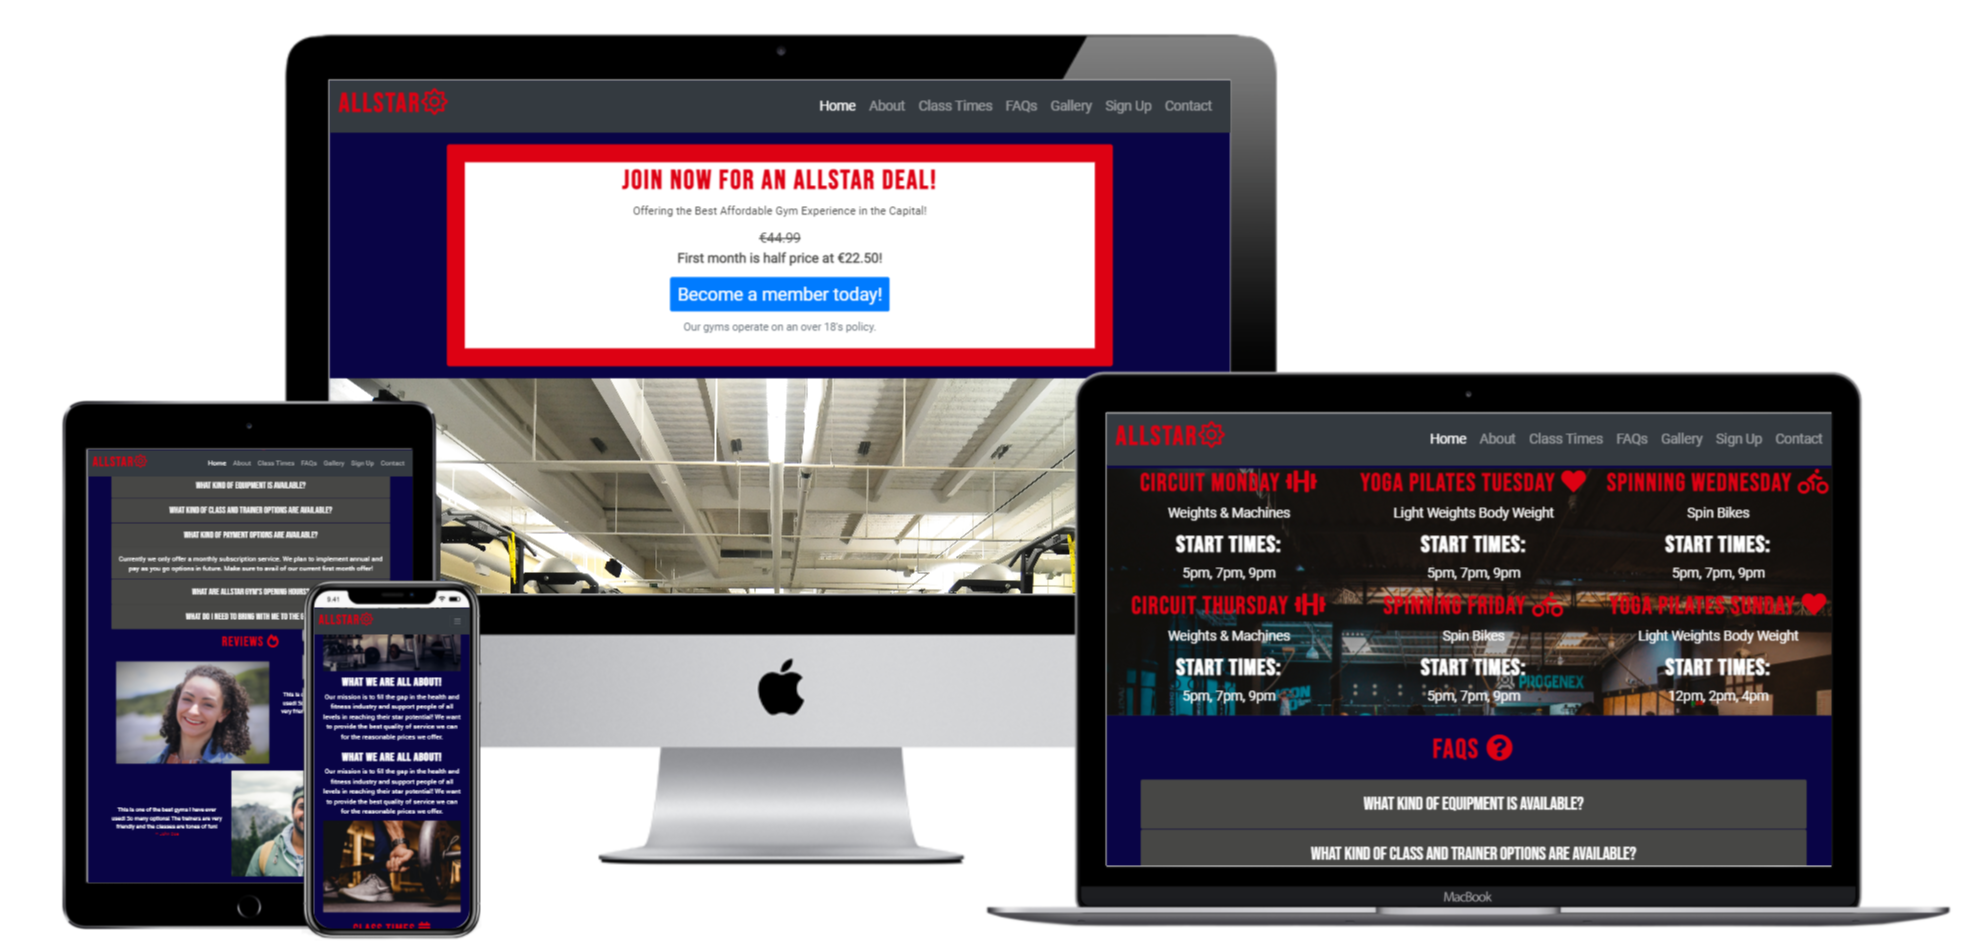 ALLSTAR
Home About Class Times FAQs Gallery Sign Up Contact
JOIN NOW FOR AN ALLSTAR DEAL!
Offering the Best Affordable Gym Experience in the Capital!
€44.99
First month is half price at €22.50!
Become a member today!
Our gyms operate on an over 18's policy.
ALLSTAR
Home About Class Times FAQs Gallery Sign Up Contact
WHAT KIND OF EQUIPMENT IS AVAILABLE?
WHAT KIND OF CLASS AND TRAINER OPTIONS ARE AVAILABLE?
WHAT KIND OF PAYMENT OPTIONS ARE AVAILABLE?
Currently we only offer a monthly subscription service. We plan to implement annual and
pay as you go options in future. Make sure to avail of our current first month offer!
WHAT ARE ALLSTAR GYM'S OPENING HOURS?
WHAT DO I NEED TO BRING WITH ME TO THE
REVIEWS
This is
used! So
very frie
This is one of the best gyms I have ever
used! So many options! The trainers are very
friendly and the classes are tones of fun!
9:41
ALLSTAR
WHAT WE ARE ALL ABOUT!
Our mission is to fill the gap in the health and
fitness industry and support people of all
levels in reaching their star potential! We want
to provide the best quality of service we can
for the reasonable prices we offer.
WHAT WE ARE ALL ABOUT!
Our mission is to fill the gap in the health and
fitness industry and support people of all
levels in reaching their star potential! We want
to provide the best quality of service we can
for the reasonable prices we offer.
CLASS TIMES
ALLSTAR
Home About Class Times FAQs Gallery Sign Up Contact
CIRCUIT MONDAY YOGA PILATES TUESDAY SPINNING WEDNESDAY
Weights & Machines Light Weights Body Weight Spin Bikes
START TIMES: START TIMES: START TIMES:
5pm, 7pm, 9pm 5pm, 7pm, 9pm 5pm, 7pm, 9pm
CIRCUIT THURSDAY SPINNING FRIDAY YOGA PILATES SUNDAY
Weights & Machines Spin Bikes Light Weights Body Weight
START TIMES: START TIMES: START TIMES:
PROGENEX
5pm, 7pm, 9pm 5pm, 7pm, 9pm 12pm, 2pm, 4pm
FAQS
WHAT KIND OF EQUIPMENT IS AVAILABLE?
WHAT KIND OF CLASS AND TRAINER OPTIONS ARE AVAILABLE?
MacBook